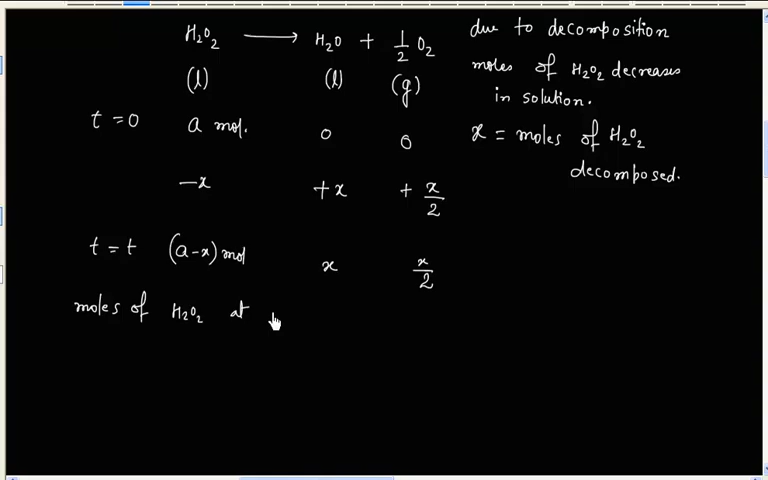 H₂O₂ ⟶ H₂O + 1/2 O₂
(l) (l) (g)
t = 0 a mol. 0 0
-x +x + x/2
t = t (a-x) mol x x/2
moles of H₂O₂ at
due to decomposition
moles of H₂O₂ decreases
in solution.
x = moles of H₂O₂
decomposed.